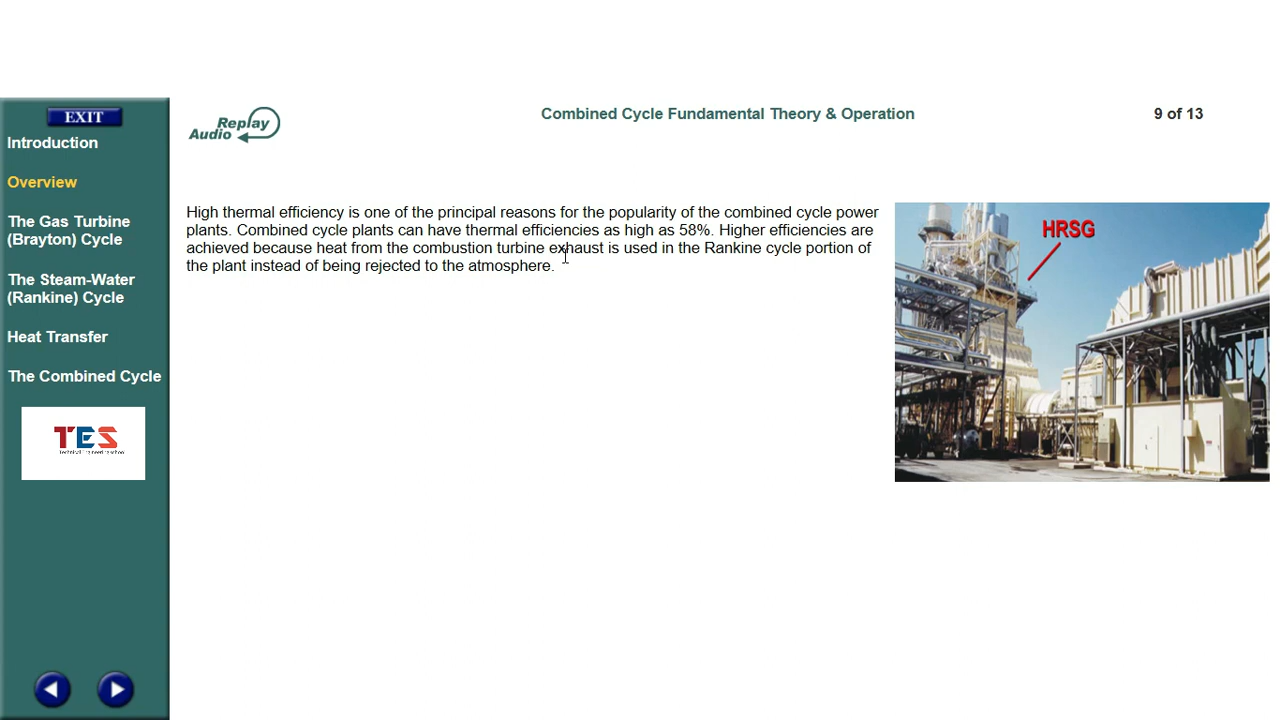 EXIT
Introduction
Overview
The Gas Turbine
(Brayton) Cycle
The Steam-Water
(Rankine) Cycle
Heat Transfer
The Combined Cycle
TES
Replay
Audio
Combined Cycle Fundamental Theory & Operation
9 of 13
High thermal efficiency is one of the principal reasons for the popularity of the combined cycle power
plants. Combined cycle plants can have thermal efficiencies as high as 58%. Higher efficiencies are
achieved because heat from the combustion turbine exhaust is used in the Rankine cycle portion of
the plant instead of being rejected to the atmosphere.
HRSG